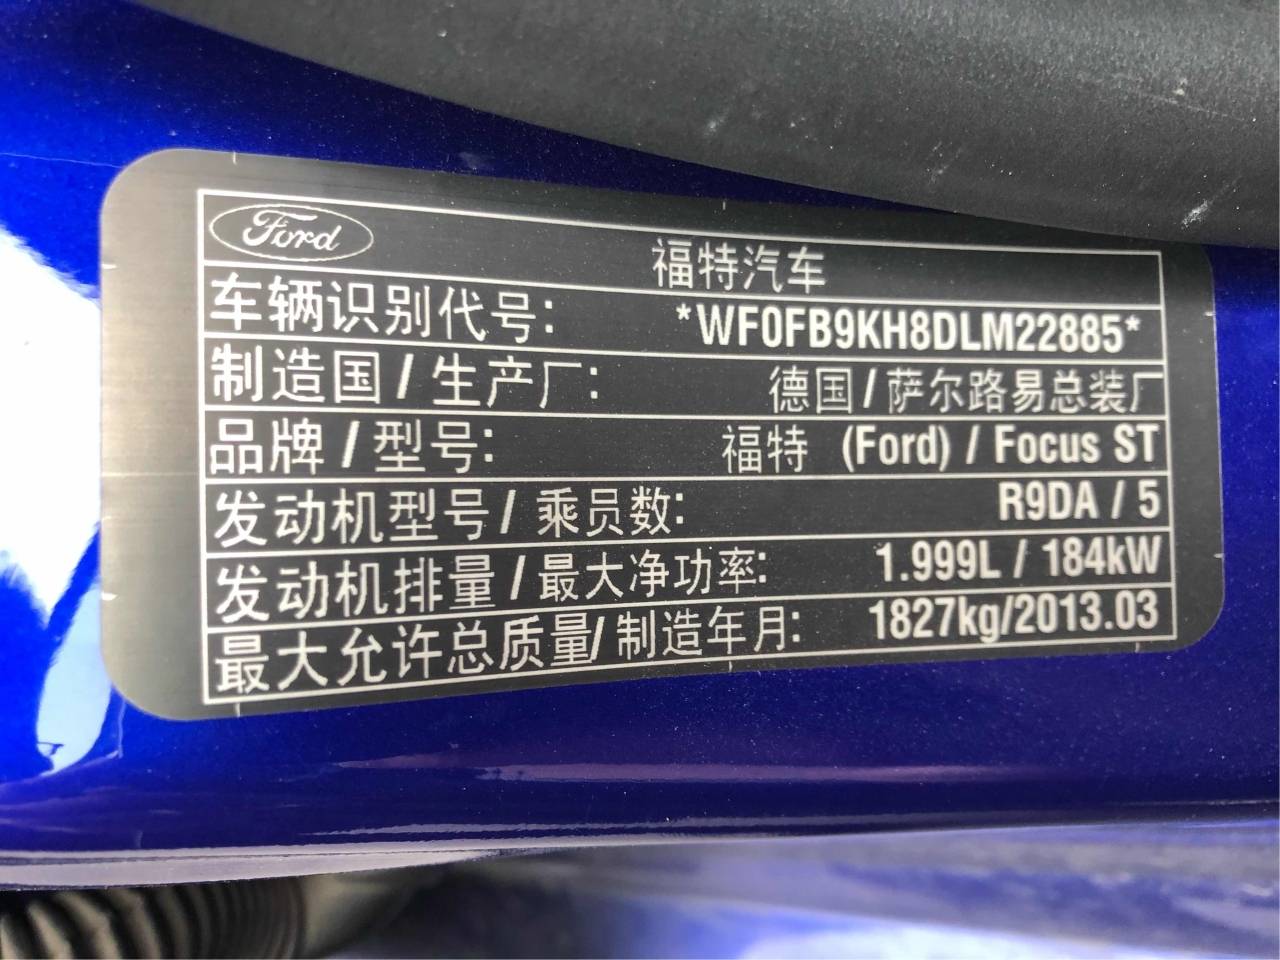 Ford 福特汽车
车辆识别代号: *WF0FB9KH8DLM22885*
制造国/生产厂: 德国/萨尔路易总装厂
品牌/型号: 福特 (Ford) / Focus ST
发动机型号/乘员数: R9DA / 5
发动机排量/最大净功率: 1.999L / 184kW
最大允许总质量/制造年月: 1827kg/2013.03